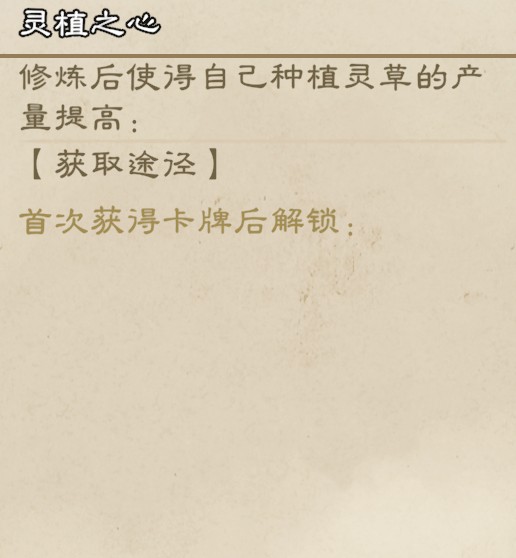 灵植之心
修炼后使得自己种植灵草的产
量提高；
【获取途径】
首次获得卡牌后解锁；